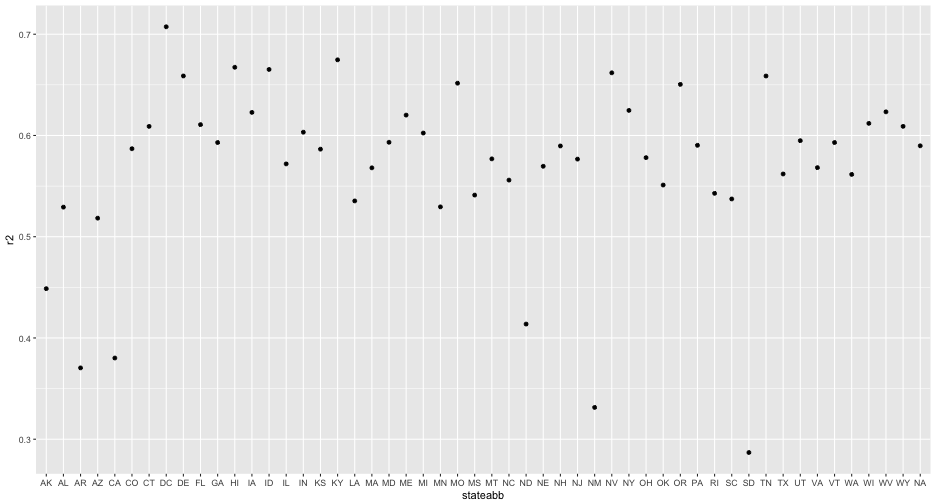 0.7
0.6
0.5
0.4
0.3
r2
AK AL AR AZ CA CO CT DC DE FL GA HI IA ID IL IN KS KY LA MA MD ME MI MN MO MS MT NC ND NE NH NJ NM NV NY OH OK OR PA RI SC SD TN TX UT VA VT WA WI WV WY NA
stateabb